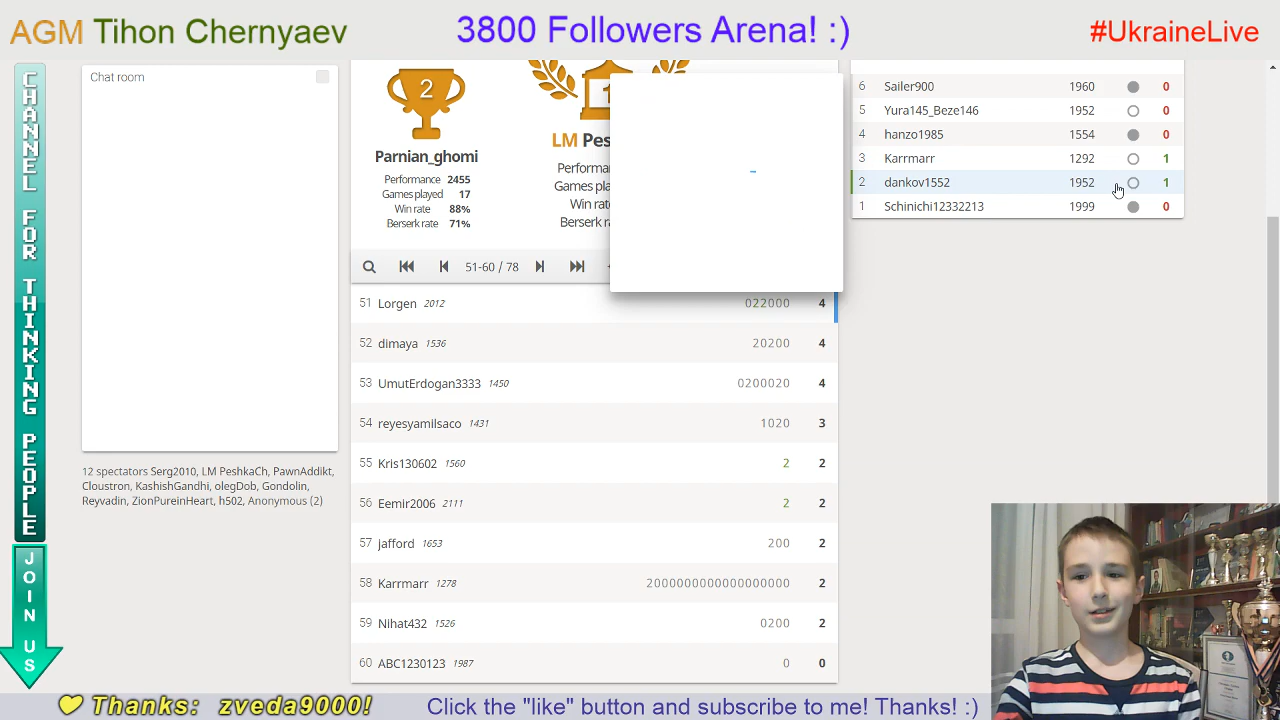 AGM Tihon Chernyaev
3800 Followers Arena! :)
#UkraineLive
CHANNEL FOR THINKING PEOPLE
JOIN US
Chat room
12 spectators Serg2010, LM PeshkaCh, PawnAddikt,
Cloustron, KashishGandhi, olegDob, Gondolin,
Reyvadin, ZionPureinHeart, h502, Anonymous (2)
2
Parnian_ghomi
Performance 2455
Games played 17
Win rate 88%
Berserk rate 71%
1
LM Pes
Performa
Games pla
Win ra
Berserk ra
51-60 / 78
51 Lorgen 2012 022000 4
52 dimaya 1536 20200 4
53 UmutErdogan3333 1450 0200020 4
54 reyesyamilsaco 1431 1020 3
55 Kris130602 1560 2 2
56 Eemir2006 2111 2 2
57 jafford 1653 200 2
58 Karrmarr 1278 2000000000000000000 2
59 Nihat432 1526 0200 2
60 ABC1230123 1987 0 0
6 Sailer900 1960 0
5 Yura145_Beze146 1952 0
4 hanzo1985 1554 0
3 Karrmarr 1292 1
2 dankov1552 1952 1
1 Schinichi12332213 1999 0
Thanks: zveda9000!
Click the "like" button and subscribe to me! Thanks! :)